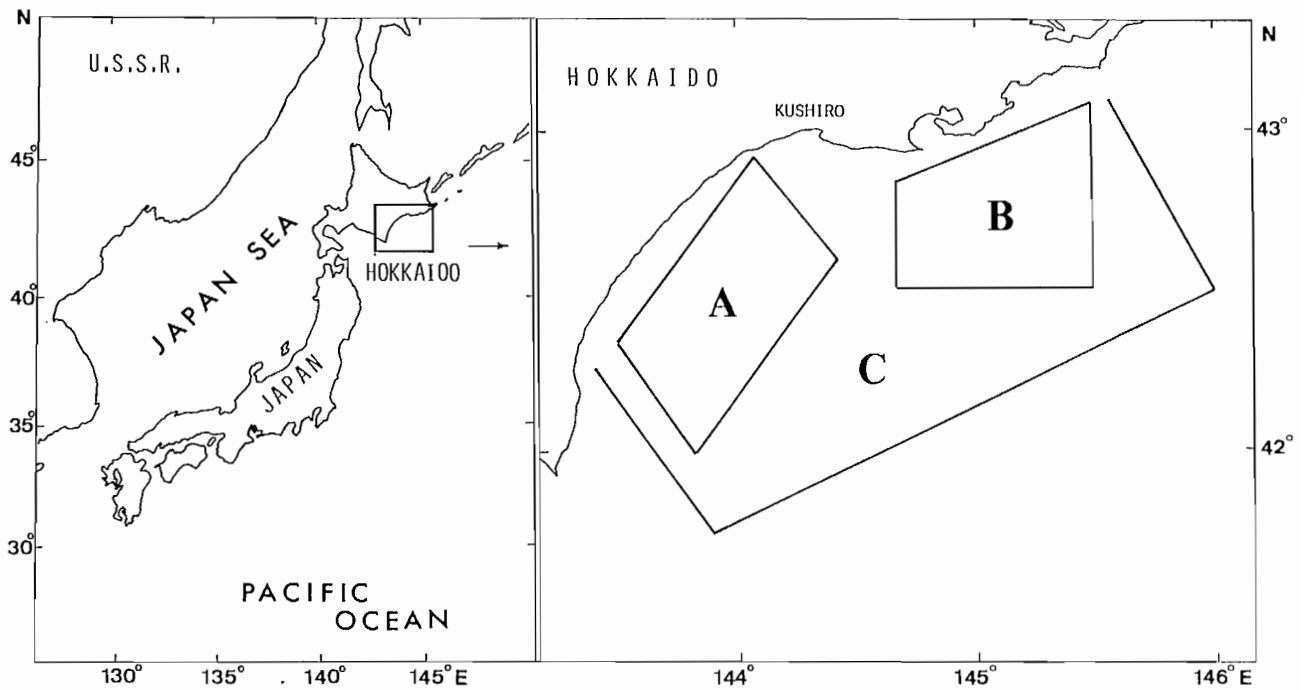 N
U.S.S.R.
45°
40°
35°
30°
JAPAN SEA
HOKKAIOO
JAPAN
PACIFIC
OCEAN
130° 135° 140° 145°E
HOKKAIDO
N
KUSHIRO
43°
42°
A
B
C
144° 145° 146°E